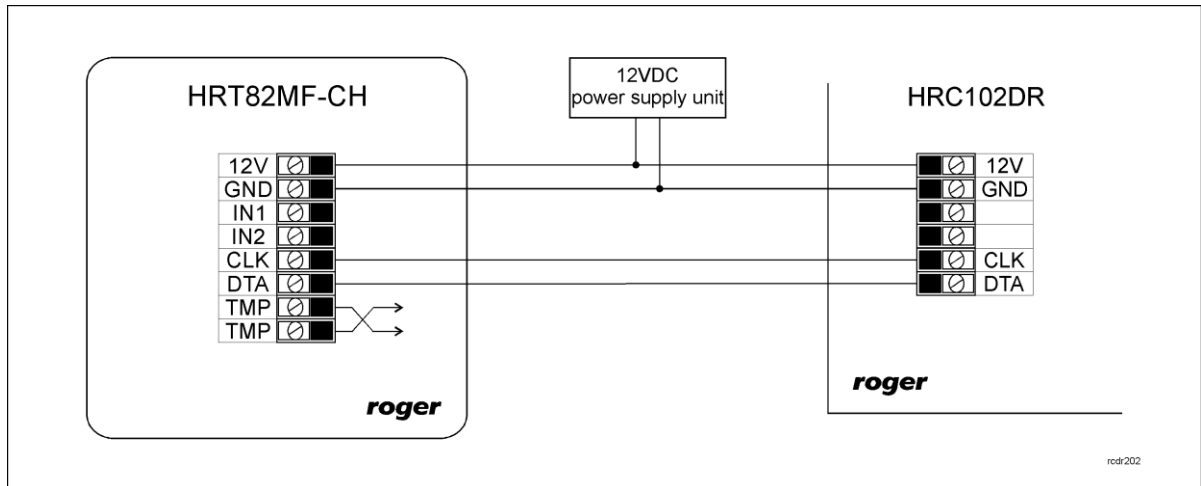 HRT82MF-CH
12V
GND
IN1
IN2
CLK
DTA
TMP
TMP
roger
12VDC
power supply unit
HRC102DR
12V
GND
CLK
DTA
roger
rcdr202